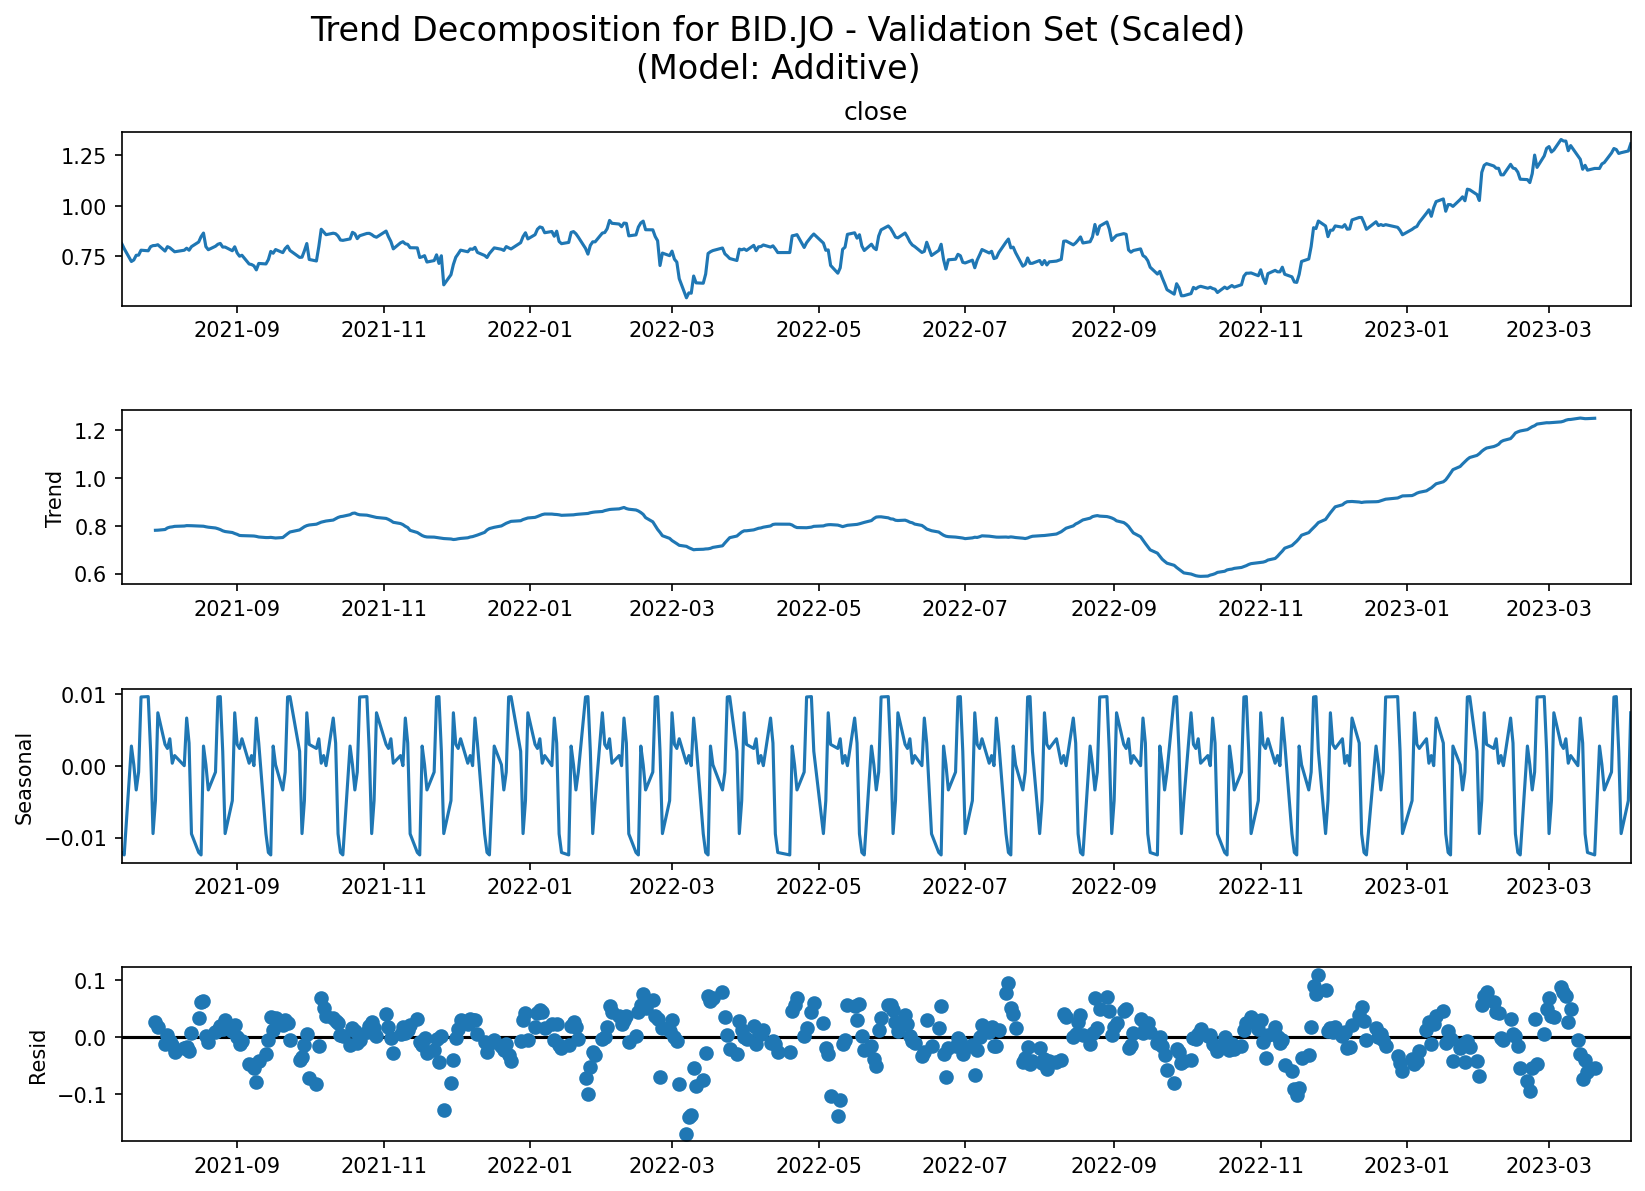 Trend Decomposition for BID.JO - Validation Set (Scaled)
(Model: Additive)
close
1.25
1.00
0.75
2021-09 2021-11 2022-01 2022-03 2022-05 2022-07 2022-09 2022-11 2023-01 2023-03
Trend
1.2
1.0
0.8
0.6
2021-09 2021-11 2022-01 2022-03 2022-05 2022-07 2022-09 2022-11 2023-01 2023-03
Seasonal
0.01
0.00
−0.01
2021-09 2021-11 2022-01 2022-03 2022-05 2022-07 2022-09 2022-11 2023-01 2023-03
Resid
0.1
0.0
−0.1
2021-09 2021-11 2022-01 2022-03 2022-05 2022-07 2022-09 2022-11 2023-01 2023-03